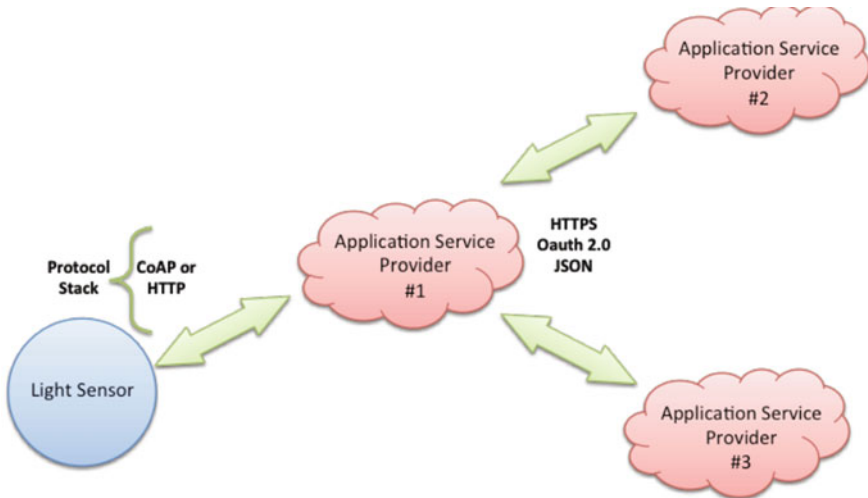 Application Service
Provider
#2
Application Service
Provider
#1
HTTPS
Oauth 2.0
JSON
Protocol
Stack
CoAP or
HTTP
Light Sensor
Application Service
Provider
#3